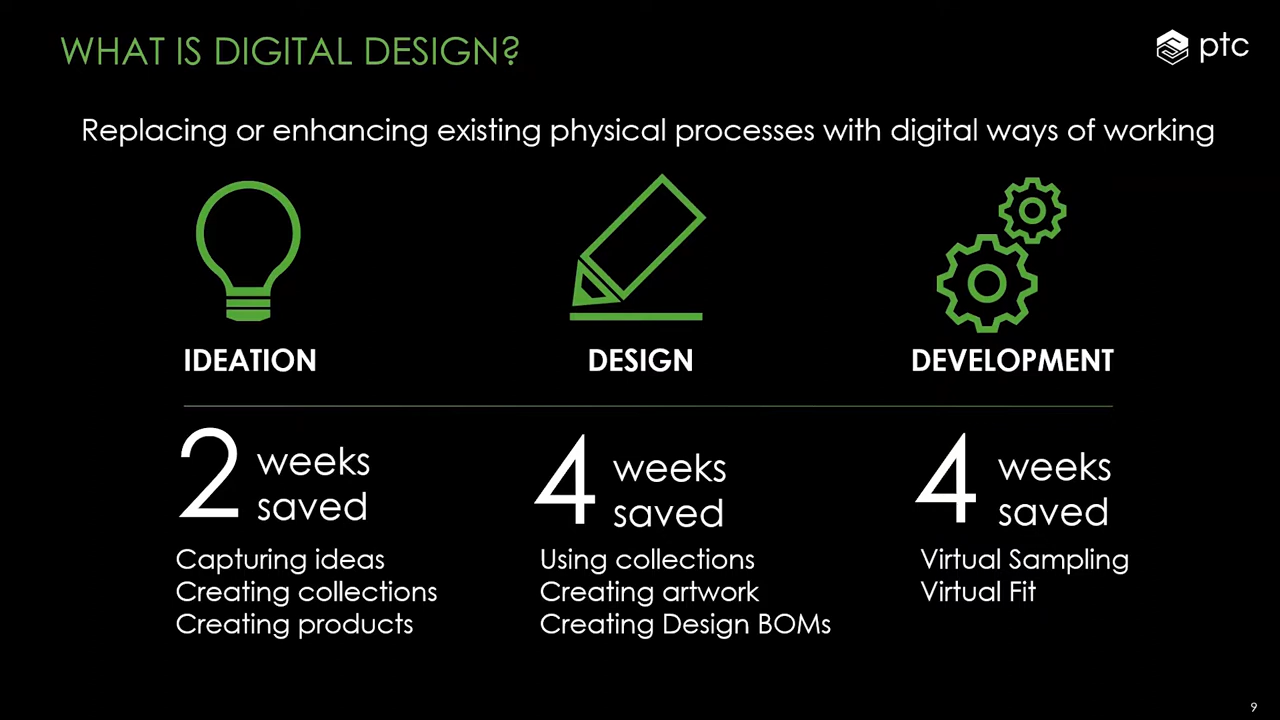 WHAT IS DIGITAL DESIGN?
ptc
Replacing or enhancing existing physical processes with digital ways of working
IDEATION
2 weeks
saved
Capturing ideas
Creating collections
Creating products
DESIGN
4 weeks
saved
Using collections
Creating artwork
Creating Design BOMs
DEVELOPMENT
4 weeks
saved
Virtual Sampling
Virtual Fit
9